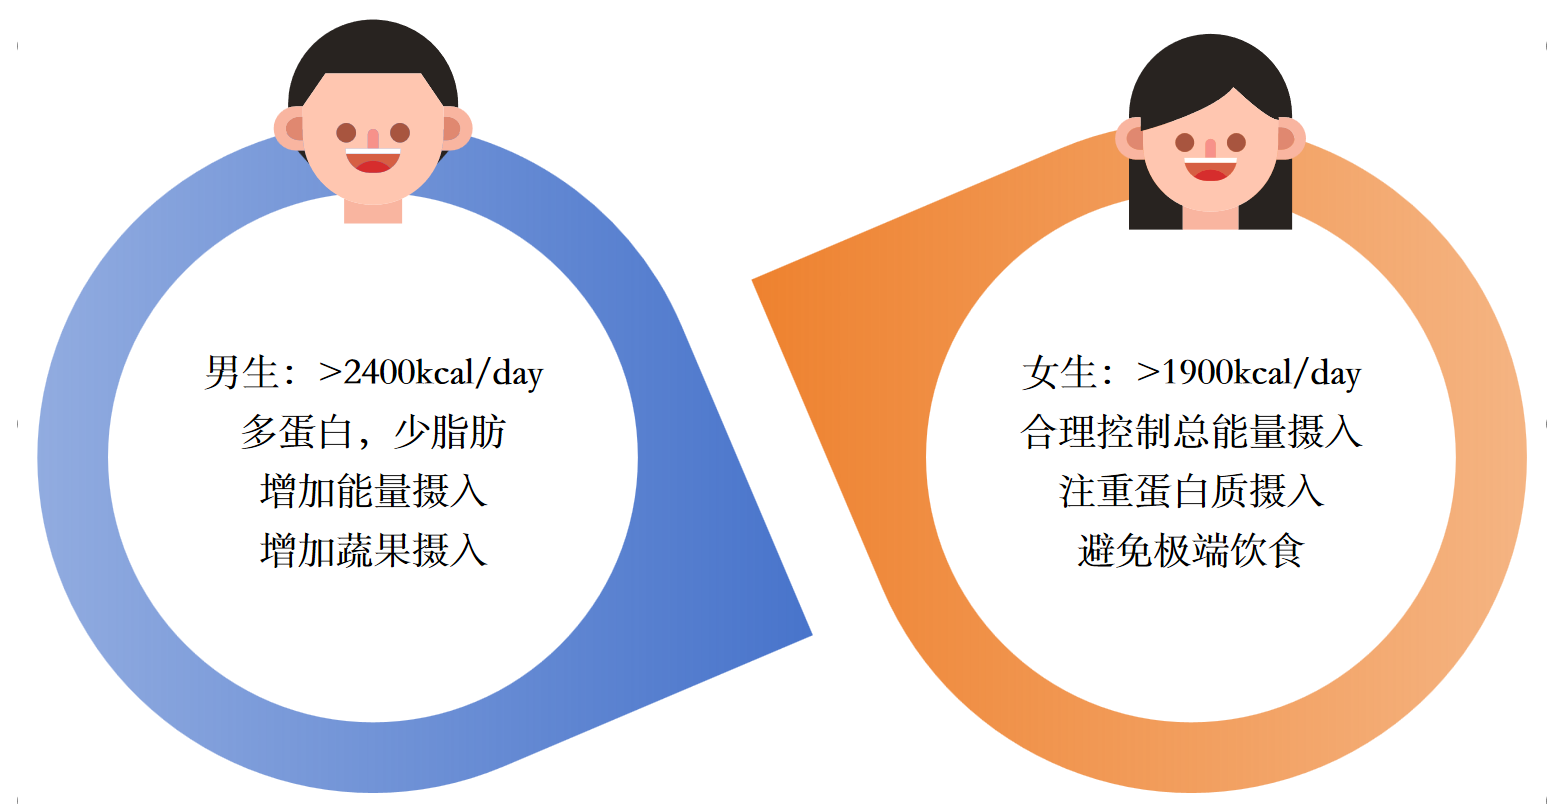 男生：>2400kcal/day
多蛋白，少脂肪
增加能量摄入
增加蔬果摄入
女生：>1900kcal/day
合理控制总能量摄入
注重蛋白质摄入
避免极端饮食